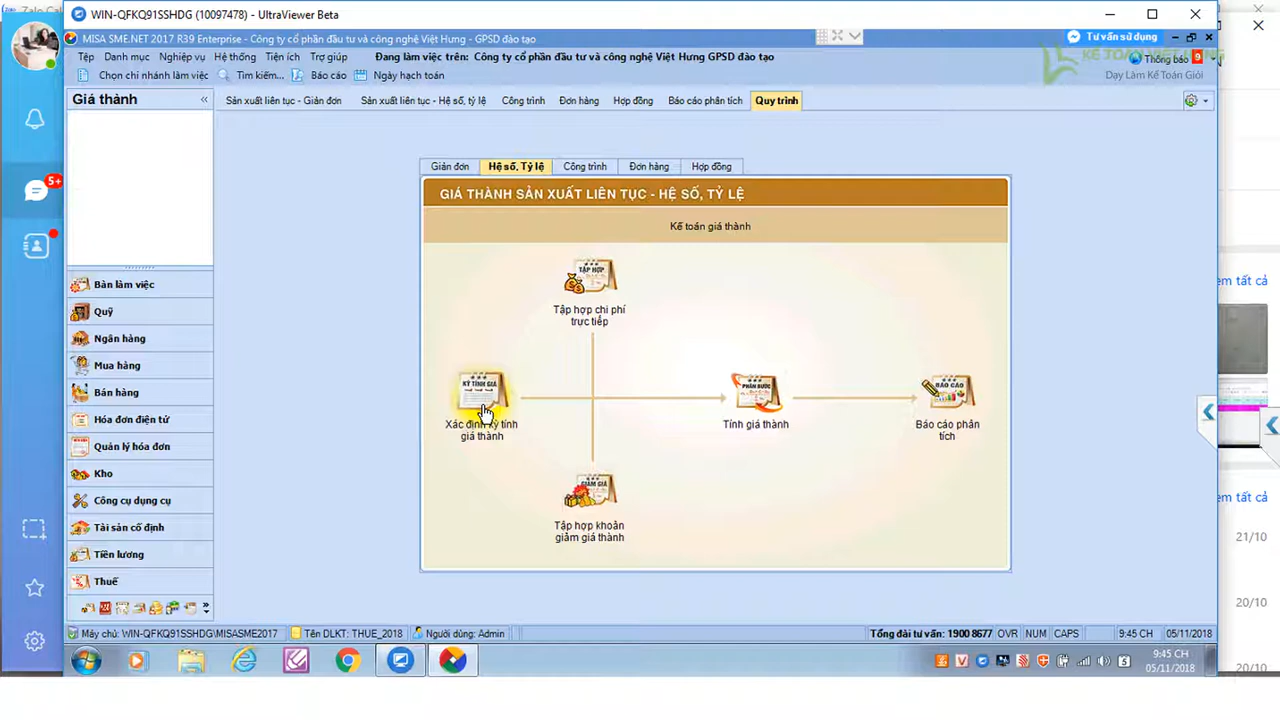 WIN-QFKQ91SSHDG (10097478) - UltraViewer Beta
MISA SME.NET 2017 R39 Enterprise - Công ty cổ phần đầu tư và công nghệ Việt Hưng - GPSD đào tạo
Tư vấn sử dụng
Tệp Danh mục Nghiệp vụ Hệ thống Tiện ích Trợ giúp Đang làm việc trên: Công ty cổ phần đầu tư và công nghệ Việt Hưng GPSD đào tạo
Thông báo 9
KẾ TOÁN VIỆT HƯNG
Dạy Làm Kế Toán Giỏi
Chọn chi nhánh làm việc Tìm kiếm... Báo cáo Ngày hạch toán
Giá thành «
Sản xuất liên tục - Giản đơn Sản xuất liên tục - Hệ số, tỷ lệ Công trình Đơn hàng Hợp đồng Báo cáo phân tích Quy trình
Giản đơn Hệ số, Tỷ lệ Công trình Đơn hàng Hợp đồng
5+
GIÁ THÀNH SẢN XUẤT LIÊN TỤC - HỆ SỐ, TỶ LỆ
Kế toán giá thành
TẬP HỢP
Tập hợp chi phí
trực tiếp
KỲ TÍNH GIÁ
Xác định kỳ tính
giá thành
PHÂN BƯỚC
Tính giá thành
BÁO CÁO
Báo cáo phân
tích
GIẢM GIÁ
Tập hợp khoản
giảm giá thành
Bàn làm việc
Quỹ
Ngân hàng
Mua hàng
Bán hàng
Hóa đơn điện tử
Quản lý hóa đơn
Kho
Công cụ dụng cụ
Tài sản cố định
Tiền lương
Thuế
em tất cả
em tất cả
21/10
20/10
20/10
Máy chủ: WIN-QFKQ91SSHDG\MISASME2017 Tên DLKT: THUE_2018 Người dùng: Admin Tổng đài tư vấn: 1900 8677 OVR NUM CAPS 9:45 CH 05/11/2018
9:45 CH
05/11/2018